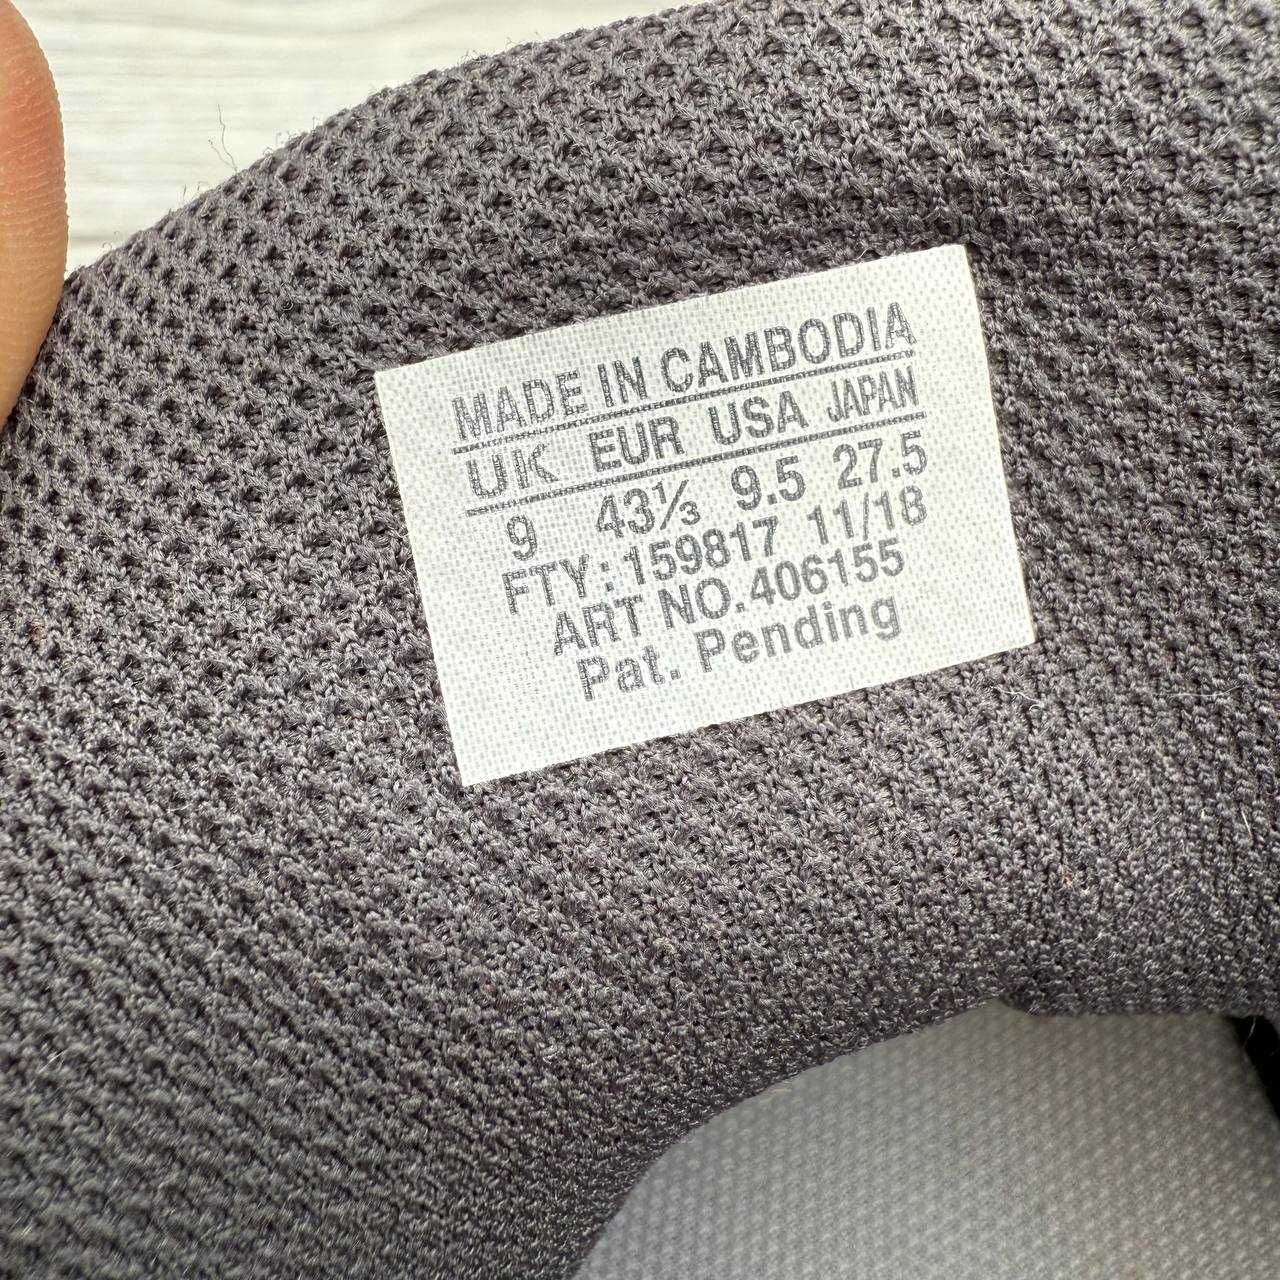 MADE IN CAMBODIA
UK EUR USA JAPAN
9 43⅓ 9.5 27.5
FTY: 159817 11/18
ART NO. 406155
Pat. Pending